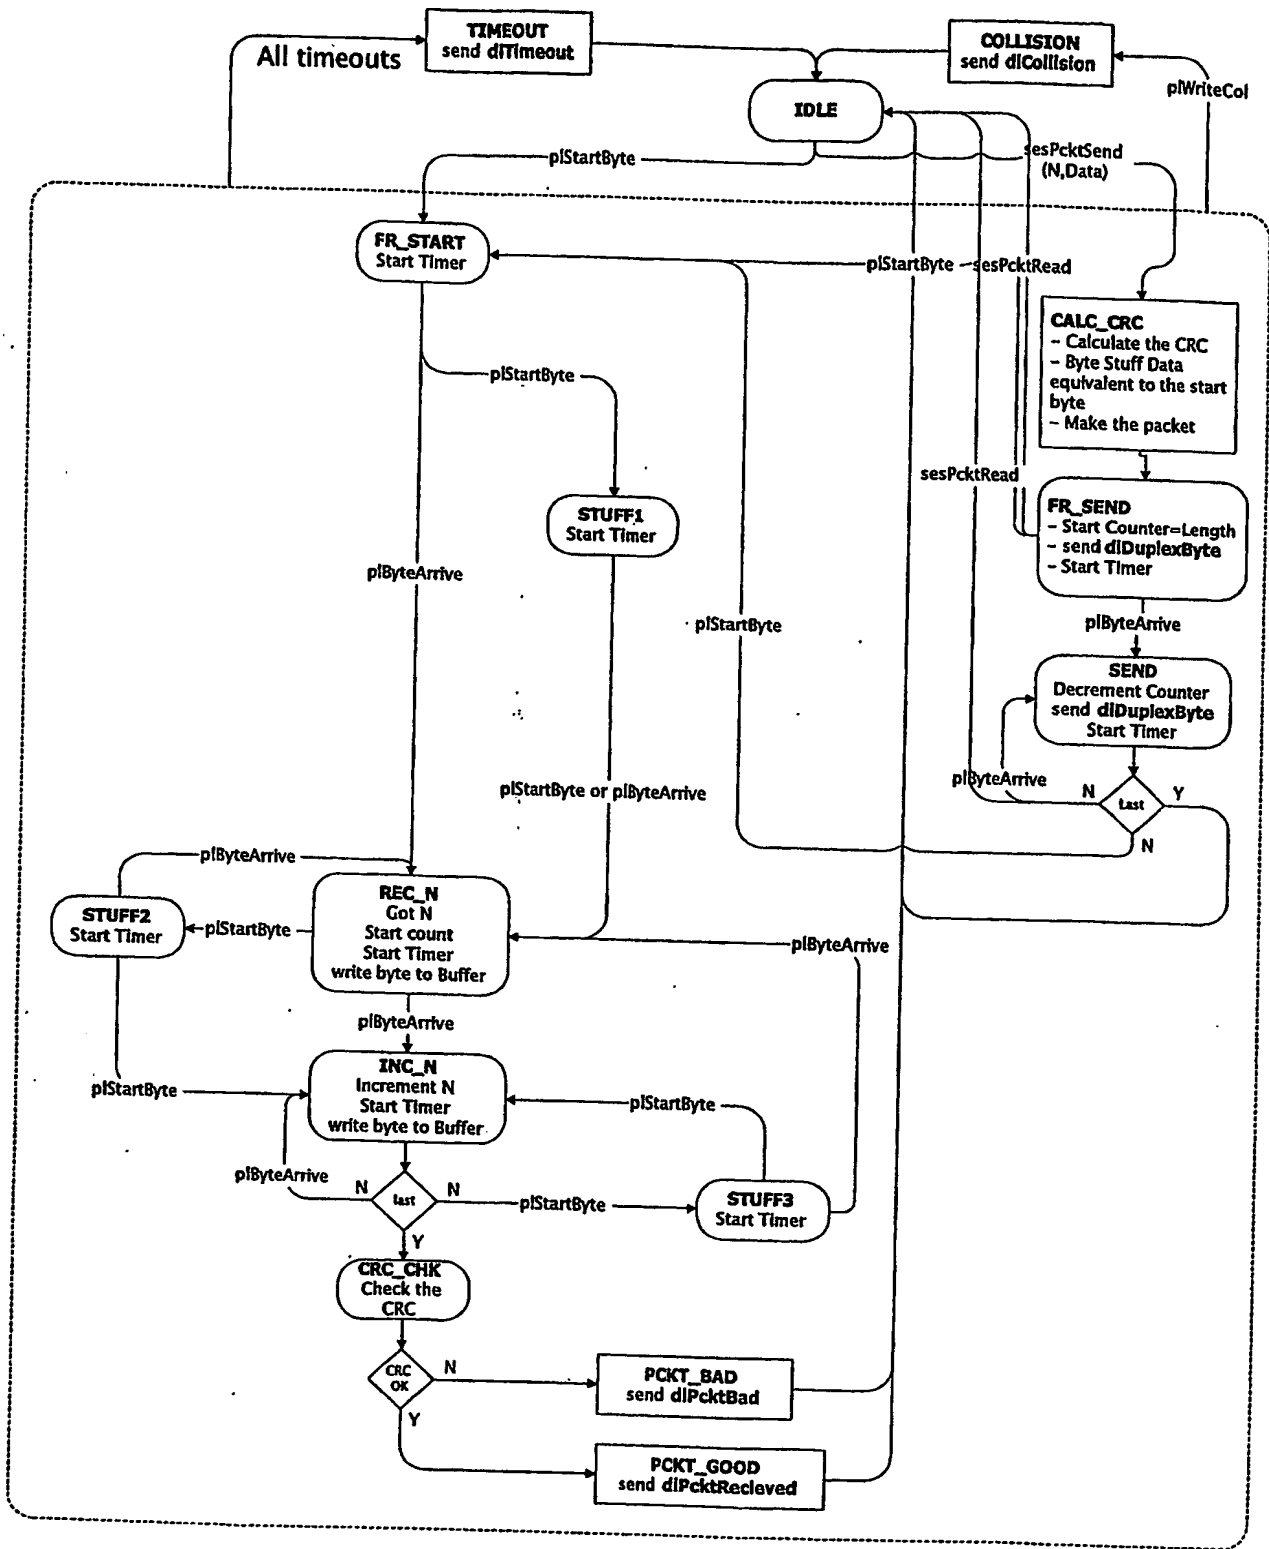 TIMEOUT
send dlTimeout
All timeouts
COLLISION
send dlCollision
plWriteCol
IDLE
plStartByte
sesPcktSend
(N,Data)
FR_START
Start Timer
plStartByte
sesPcktRead
CALC_CRC
- Calculate the CRC
- Byte Stuff Data
equivalent to the start
byte
- Make the packet
plStartByte
sesPcktRead
STUFF1
Start Timer
FR_SEND
- Start Counter=Length
- send dlDuplexByte
- Start Timer
plByteArrive
plStartByte
plByteArrive
SEND
Decrement Counter
send dlDuplexByte
Start Timer
plStartByte or plByteArrive
plByteArrive
N
last
Y
N
plByteArrive
REC_N
Got N
Start count
Start Timer
write byte to Buffer
STUFF2
Start Timer
plStartByte
plByteArrive
plByteArrive
INC_N
Increment N
Start Timer
write byte to Buffer
plStartByte
plStartByte
plByteArrive
N
last
N
plStartByte
STUFF3
Start Timer
Y
CRC_CHK
Check the
CRC
CRC
OK
N
PCKT_BAD
send dlPcktBad
Y
PCKT_GOOD
send dlPcktRecieved